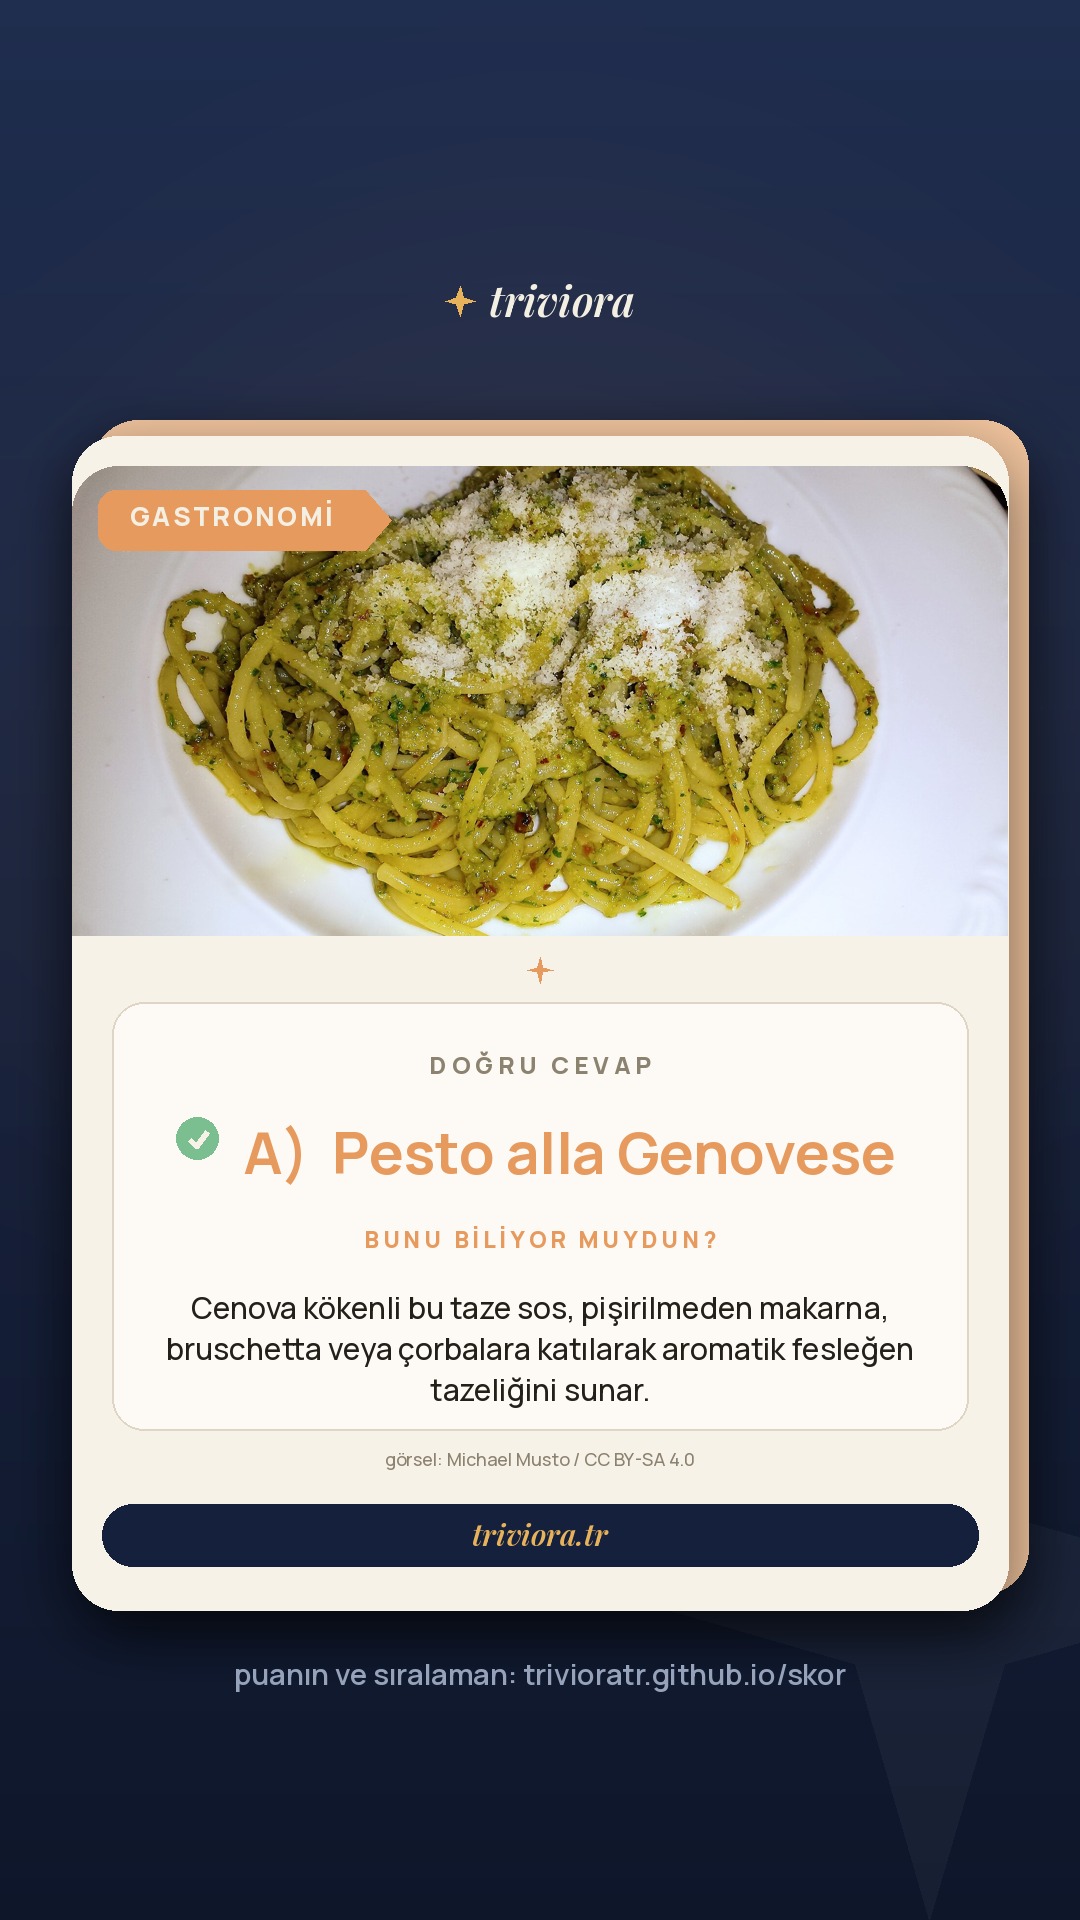 triviora
GASTRONOMİ
DOĞRU CEVAP
A) Pesto alla Genovese
BUNU BİLİYOR MUYDUN?
Cenova kökenli bu taze sos, pişirilmeden makarna,
bruschetta veya çorbalara katılarak aromatik fesleğen
tazeliğini sunar.
görsel: Michael Musto / CC BY-SA 4.0
triviora.tr
puanın ve sıralaman: trivioratr.github.io/skor